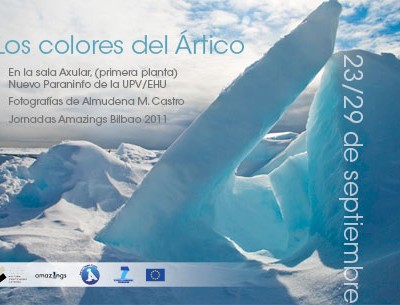 Los colores del Ártico
En la sala Axular, (primera planta)
Nuevo Paraninfo de la UPV/EHU
Fotografías de Almudena M. Castro
Jornadas Amazings Bilbao 2011
23/29 de septiembre
amazings